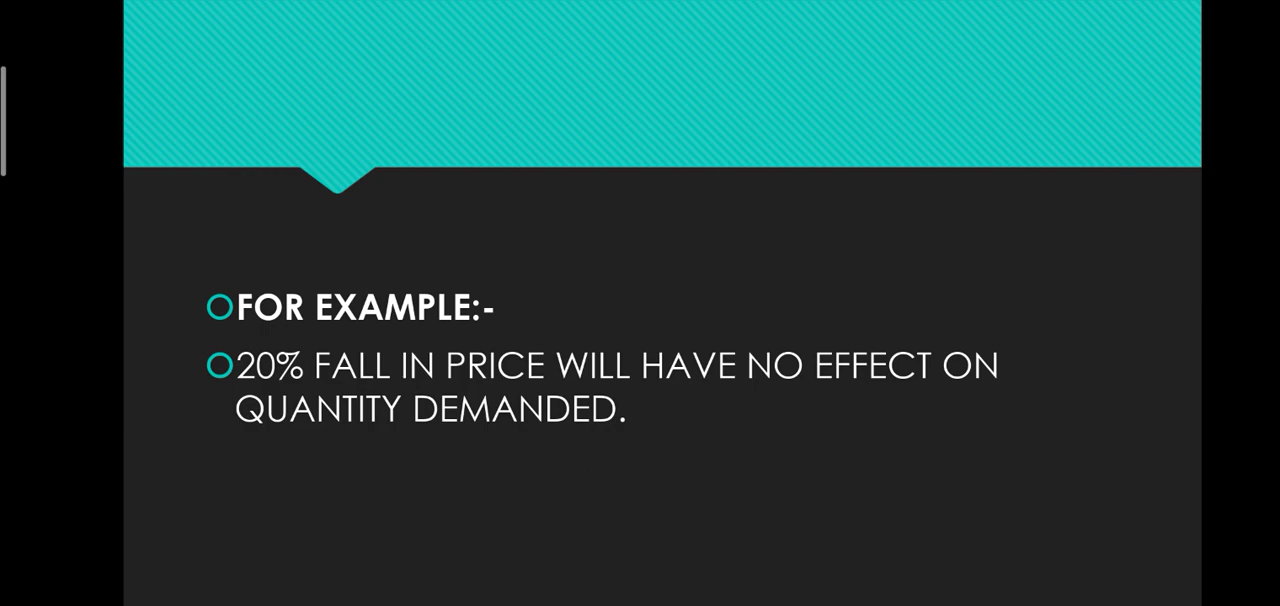 FOR EXAMPLE:-
20% FALL IN PRICE WILL HAVE NO EFFECT ON
QUANTITY DEMANDED.